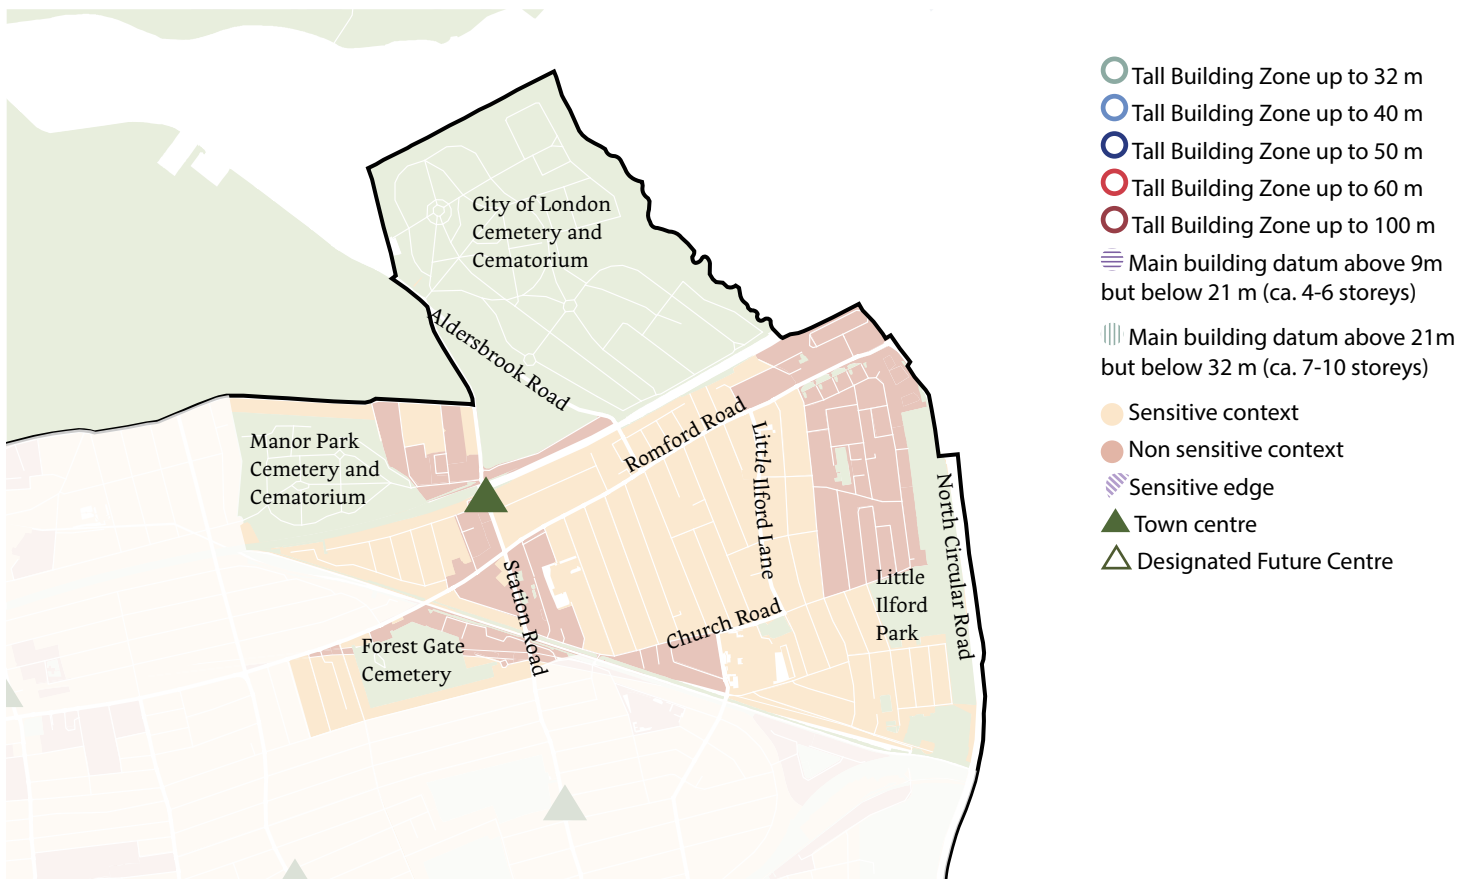 City of London
Cemetery and
Cematorium
Aldersbrook Road
Manor Park
Cemetery and
Cematorium
Romford Road
Little Ilford Lane
North Circular Road
Station Road
Little
Ilford
Park
Church Road
Forest Gate
Cemetery
Tall Building Zone up to 32 m
Tall Building Zone up to 40 m
Tall Building Zone up to 50 m
Tall Building Zone up to 60 m
Tall Building Zone up to 100 m
Main building datum above 9m
but below 21 m (ca. 4-6 storeys)
Main building datum above 21m
but below 32 m (ca. 7-10 storeys)
Sensitive context
Non sensitive context
Sensitive edge
Town centre
Designated Future Centre